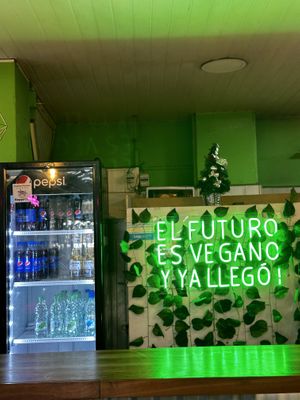 pepsi
EL FUTURO
ES VEGANO
Y YA LLEGÓ!